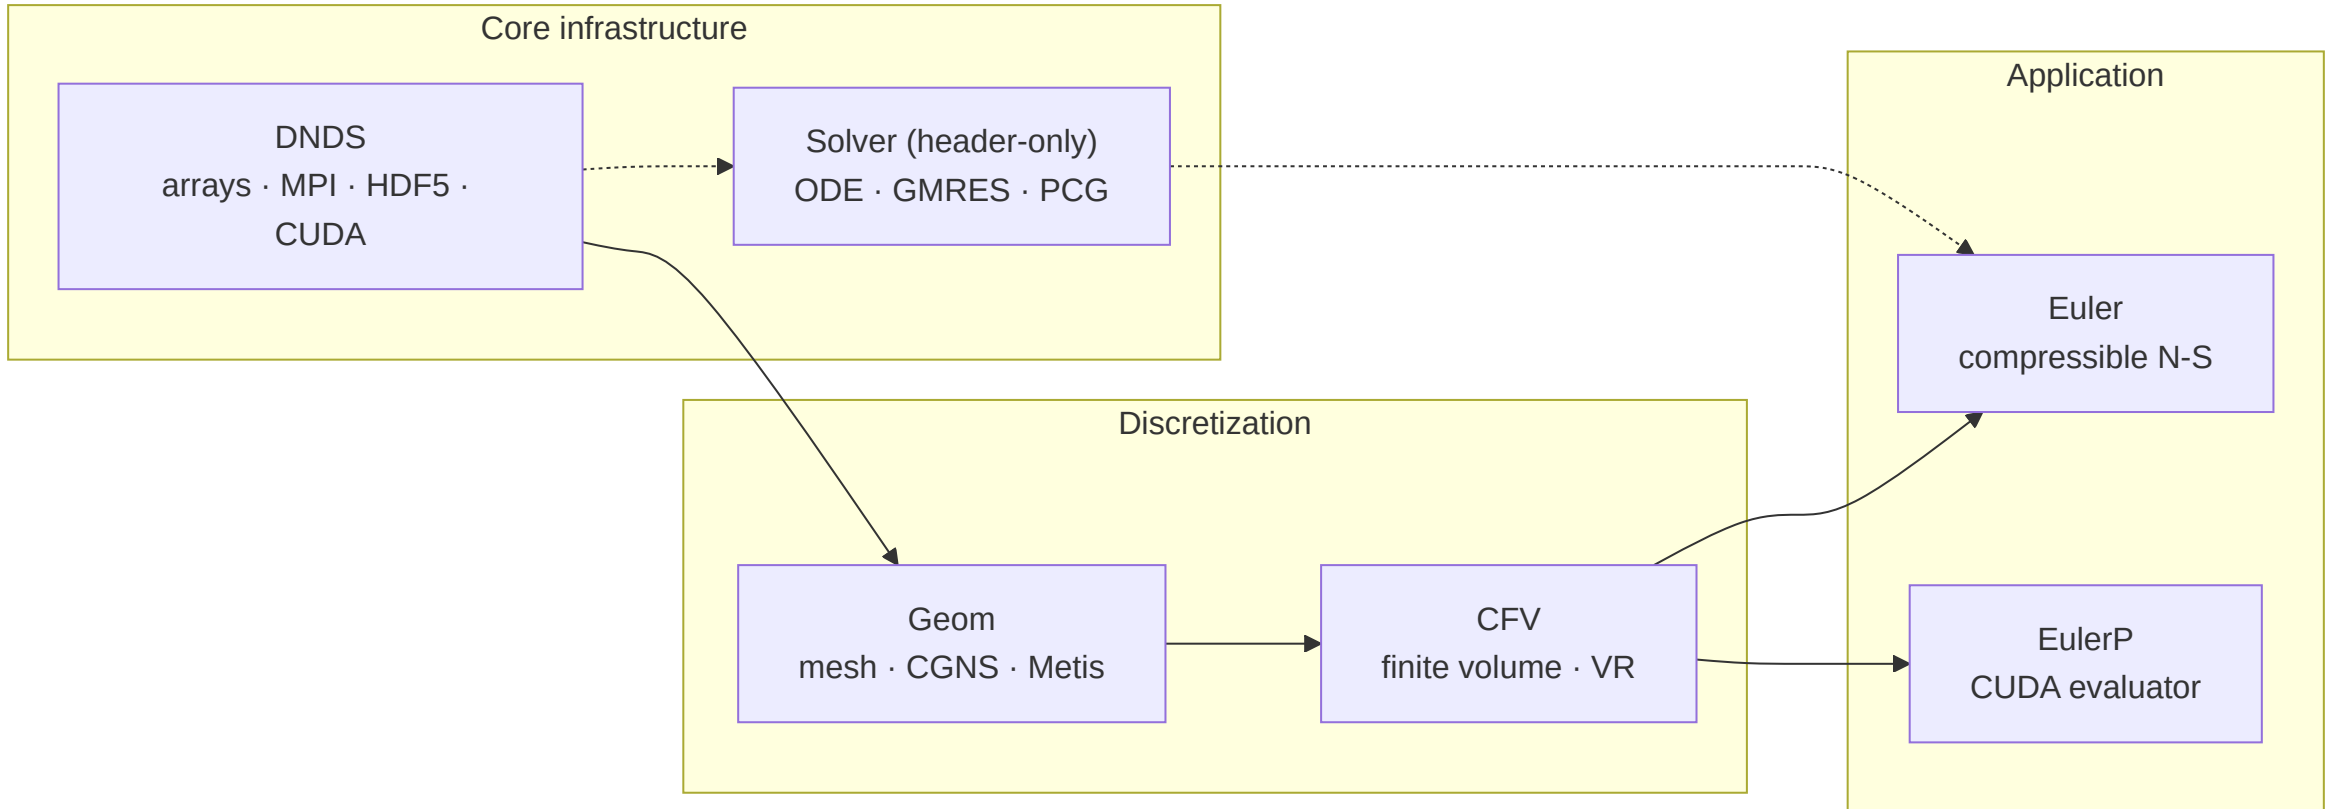 Core infrastructure
DNDS
arrays · MPI · HDF5 ·
CUDA
Solver (header-only)
ODE · GMRES · PCG
Discretization
Geom
mesh · CGNS · Metis
CFV
finite volume · VR
Application
Euler
compressible N-S
EulerP
CUDA evaluator